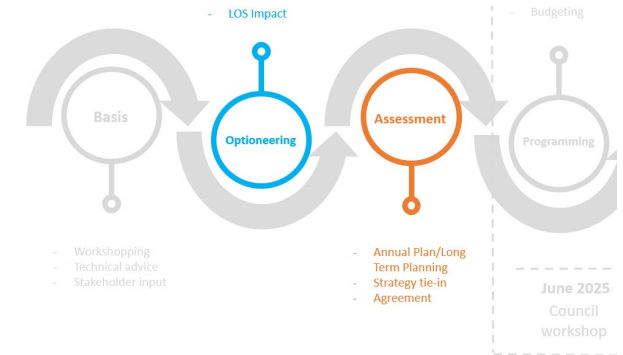 - LOS Impact
- Budgeting
Basis
Optioneering
Assessment
Programming
- Workshopping
- Technical advice
- Stakeholder input
- Annual Plan/Long
Term Planning
- Strategy tie-in
- Agreement
June 2025
Council
workshop